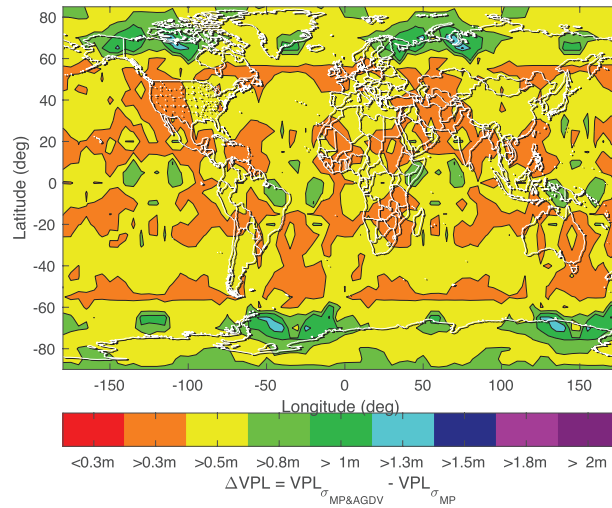 80
60
40
20
0
-20
-40
-60
-80
Latitude (deg)
-150 -100 -50 0 50 100 150
Longitude (deg)
<0.3m >0.3m >0.5m >0.8m > 1m >1.3m >1.5m >1.8m > 2m
ΔVPL = VPL_σ_MP&AGDV - VPL_σ_MP